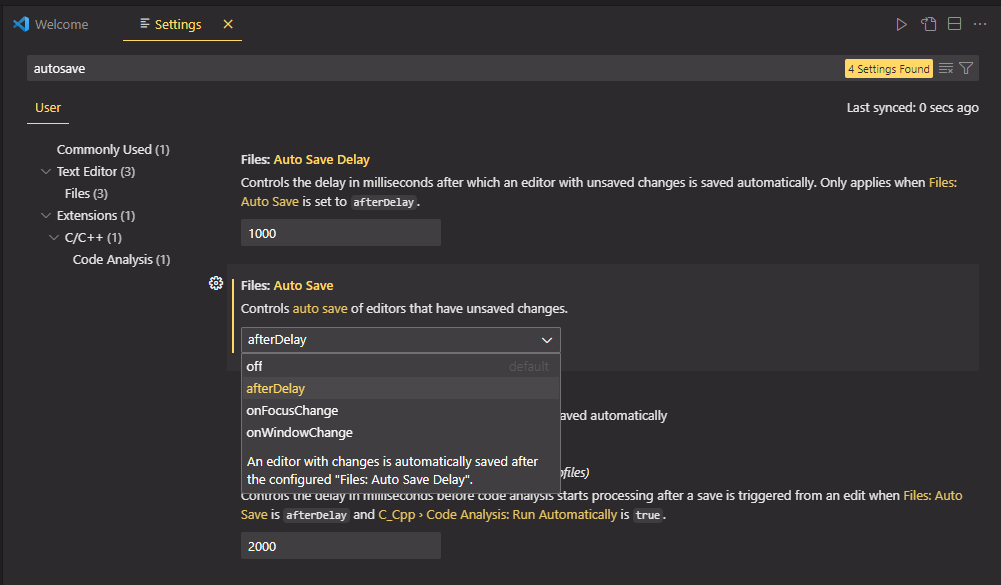 Welcome
Settings
autosave
4 Settings Found
User
Last synced: 0 secs ago
Commonly Used (1)
Text Editor (3)
Files (3)
Extensions (1)
C/C++ (1)
Code Analysis (1)
Files: Auto Save Delay
Controls the delay in milliseconds after which an editor with unsaved changes is saved automatically. Only applies when Files:
Auto Save is set to afterDelay.
1000
Files: Auto Save
Controls auto save of editors that have unsaved changes.
afterDelay
off default
afterDelay
onFocusChange
onWindowChange
An editor with changes is automatically saved after
the configured "Files: Auto Save Delay".
aved automatically
ofiles)
Controls the delay in milliseconds before code analysis starts processing after a save is triggered from an edit when Files: Auto
Save is afterDelay and C_Cpp › Code Analysis: Run Automatically is true.
2000